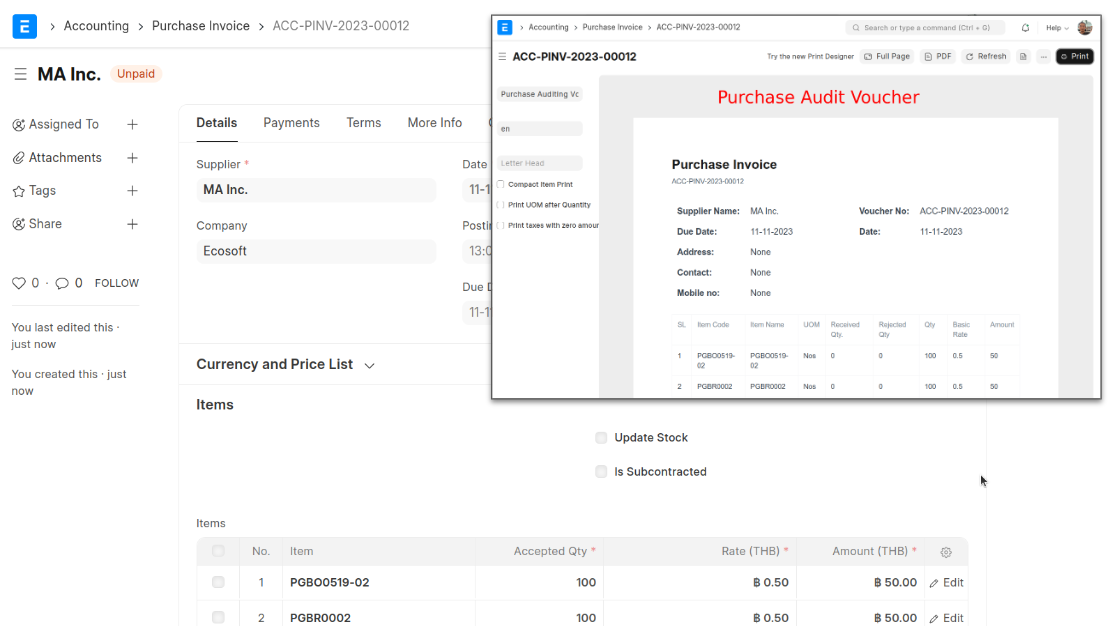 E > Accounting > Purchase Invoice > ACC-PINV-2023-00012
MA Inc. Unpaid
Assigned To +
Attachments +
Tags +
Share +
0 · 0 FOLLOW
You last edited this ·
just now
You created this · just
now
Details Payments Terms More Info
Supplier *
MA Inc.
Company
Ecosoft
Date
11-1
Posti
13:0
Due D
11-1
Currency and Price List
Items
Update Stock
Is Subcontracted
Items
No. Item Accepted Qty * Rate (THB) * Amount (THB) *
1 PGBO0519-02 100 ฿ 0.50 ฿ 50.00 Edit
2 PGBR0002 100 ฿ 0.50 ฿ 50.00 Edit
E > Accounting > Purchase Invoice > ACC-PINV-2023-00012 Search or type a command (Ctrl + G) Help
ACC-PINV-2023-00012 Try the new Print Designer Full Page PDF Refresh ... Print
Purchase Auditing Vc
en
Letter Head
Compact Item Print
Print UOM after Quantity
Print taxes with zero amour
Purchase Audit Voucher
Purchase Invoice
ACC-PINV-2023-00012
Supplier Name: MA Inc. Voucher No: ACC-PINV-2023-00012
Due Date: 11-11-2023 Date: 11-11-2023
Address: None
Contact: None
Mobile no: None
SL Item Code Item Name UOM Received Qty. Rejected Qty Qty Basic Rate Amount
1 PGBO0519-02 PGBO0519-02 Nos 0 0 100 0.5 50
2 PGBR0002 PGBR0002 Nos 0 0 100 0.5 50